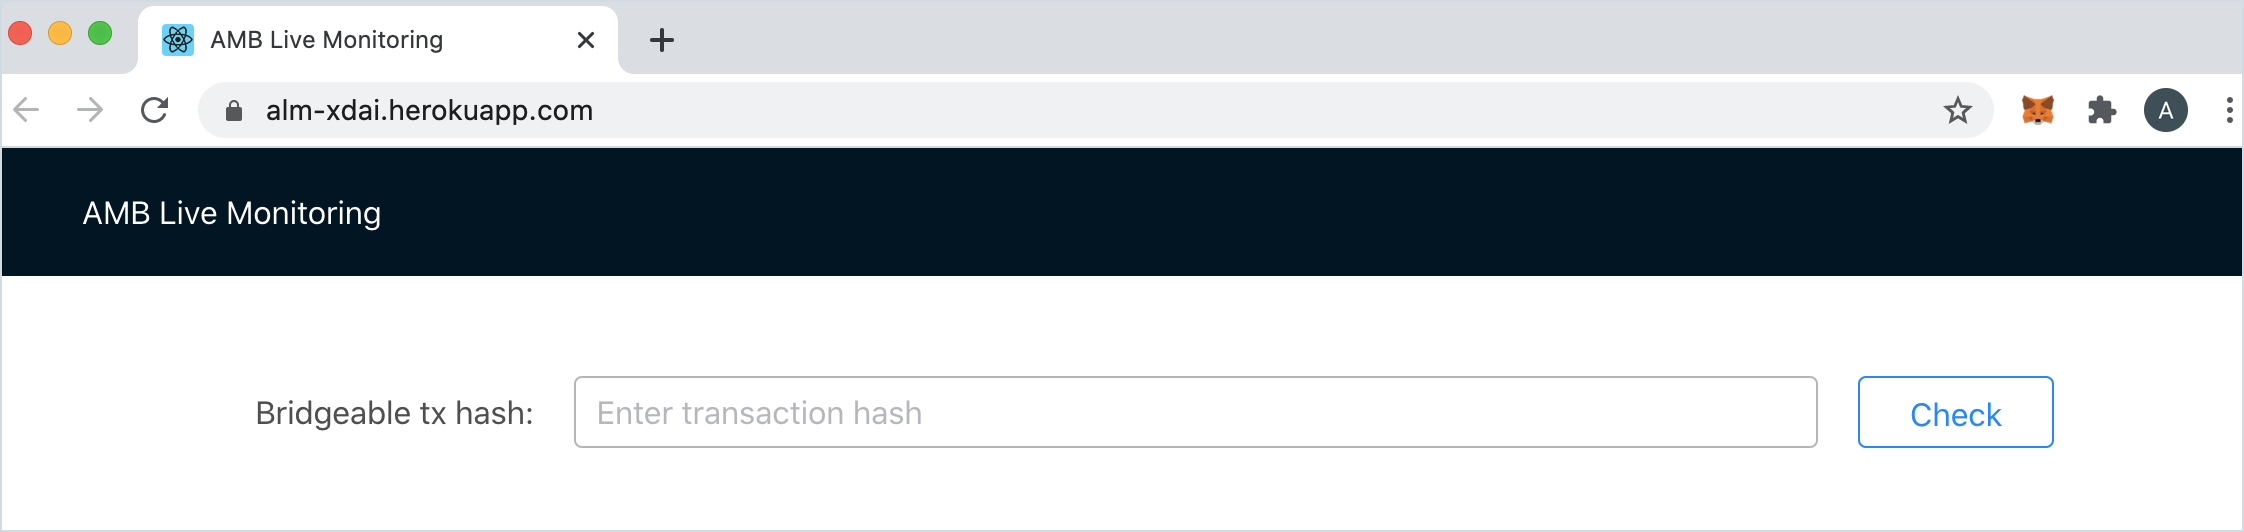 AMB Live Monitoring
alm-xdai.herokuapp.com
A
AMB Live Monitoring
Bridgeable tx hash: Enter transaction hash Check